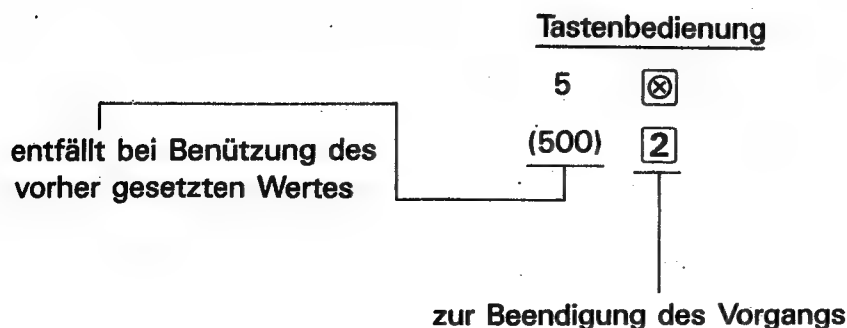 Tastenbedienung
5 ⊗
(500) 2
entfällt bei Benützung des
vorher gesetzten Wertes
zur Beendigung des Vorgangs